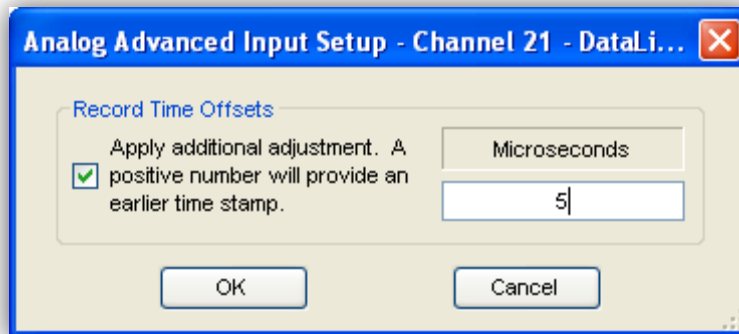 Analog Advanced Input Setup - Channel 21 - DataLi...
Record Time Offsets
Apply additional adjustment. A
positive number will provide an
earlier time stamp.
Microseconds
5
OK
Cancel